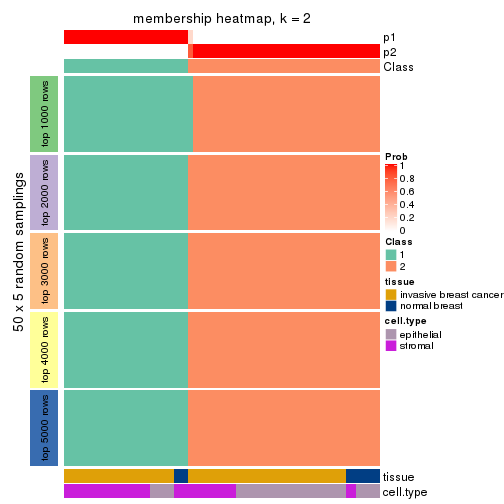 membership heatmap, k = 2
p1
p2
Class
50 x 5 random samplings
top 1000 rows
top 2000 rows
top 3000 rows
top 4000 rows
top 5000 rows
Prob
1
0.8
0.6
0.4
0.2
0
Class
1
2
tissue
invasive breast cancer
normal breast
cell.type
epithelial
stromal
tissue
cell.type